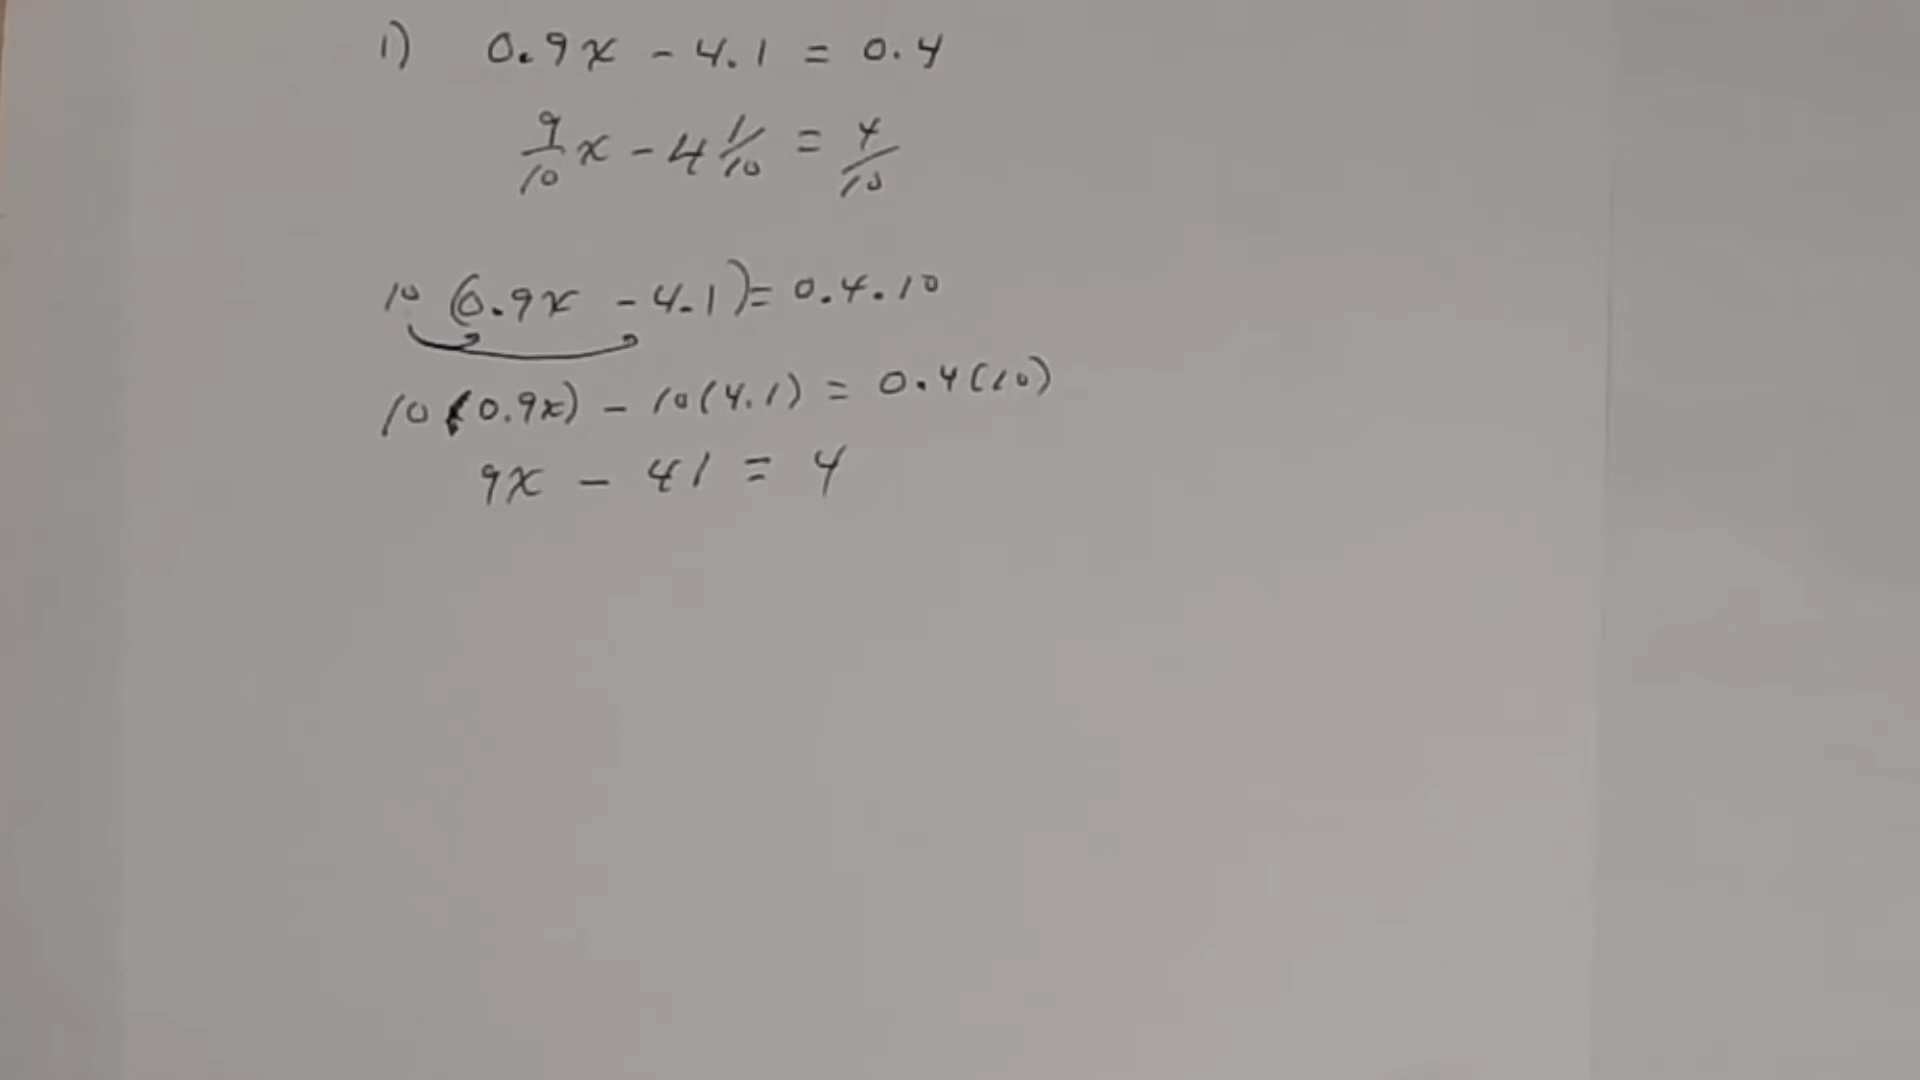 1) 0.9x - 4.1 = 0.4
9/10 x - 4 1/10 = 4/10
10 (0.9x - 4.1) = 0.4 . 10
10 (0.9x) - 10(4.1) = 0.4(10)
9x - 41 = 4